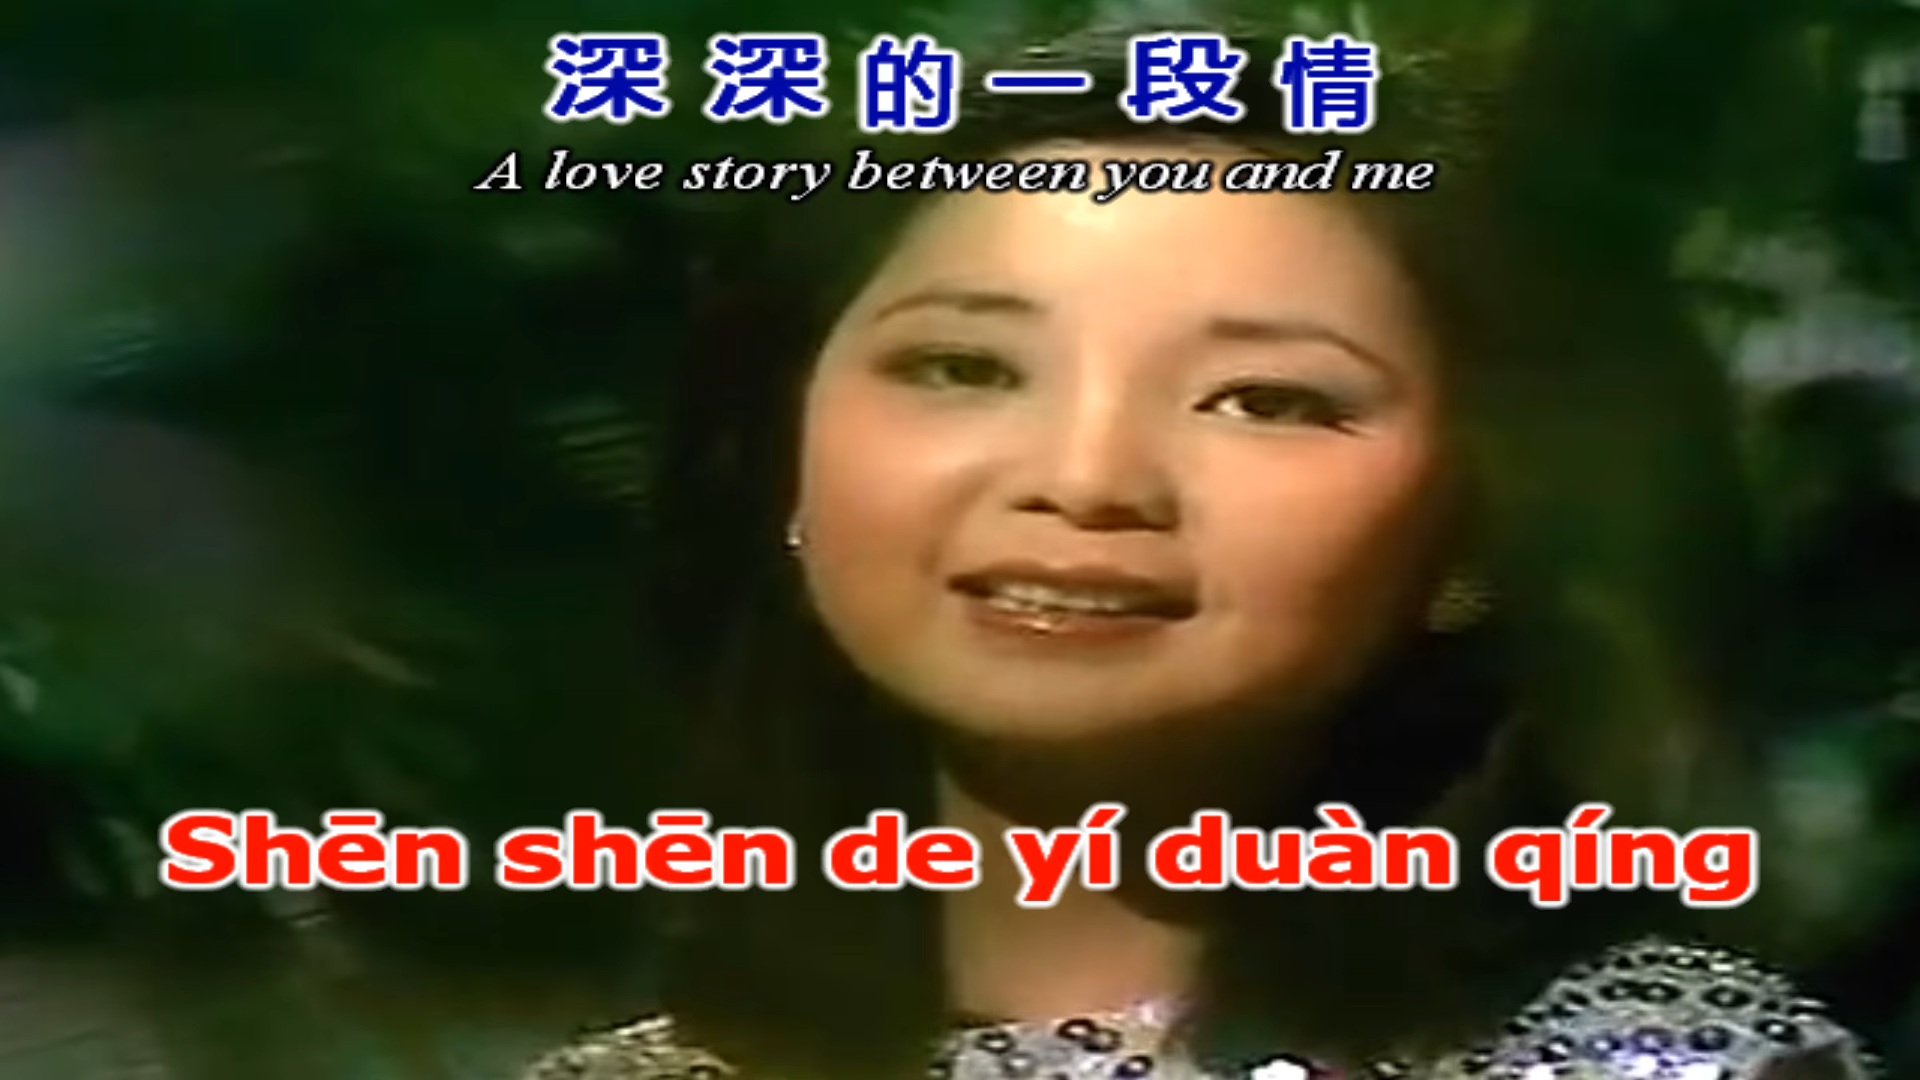 深深的一段情
A love story between you and me
Shēn shēn de yí duàn qíng